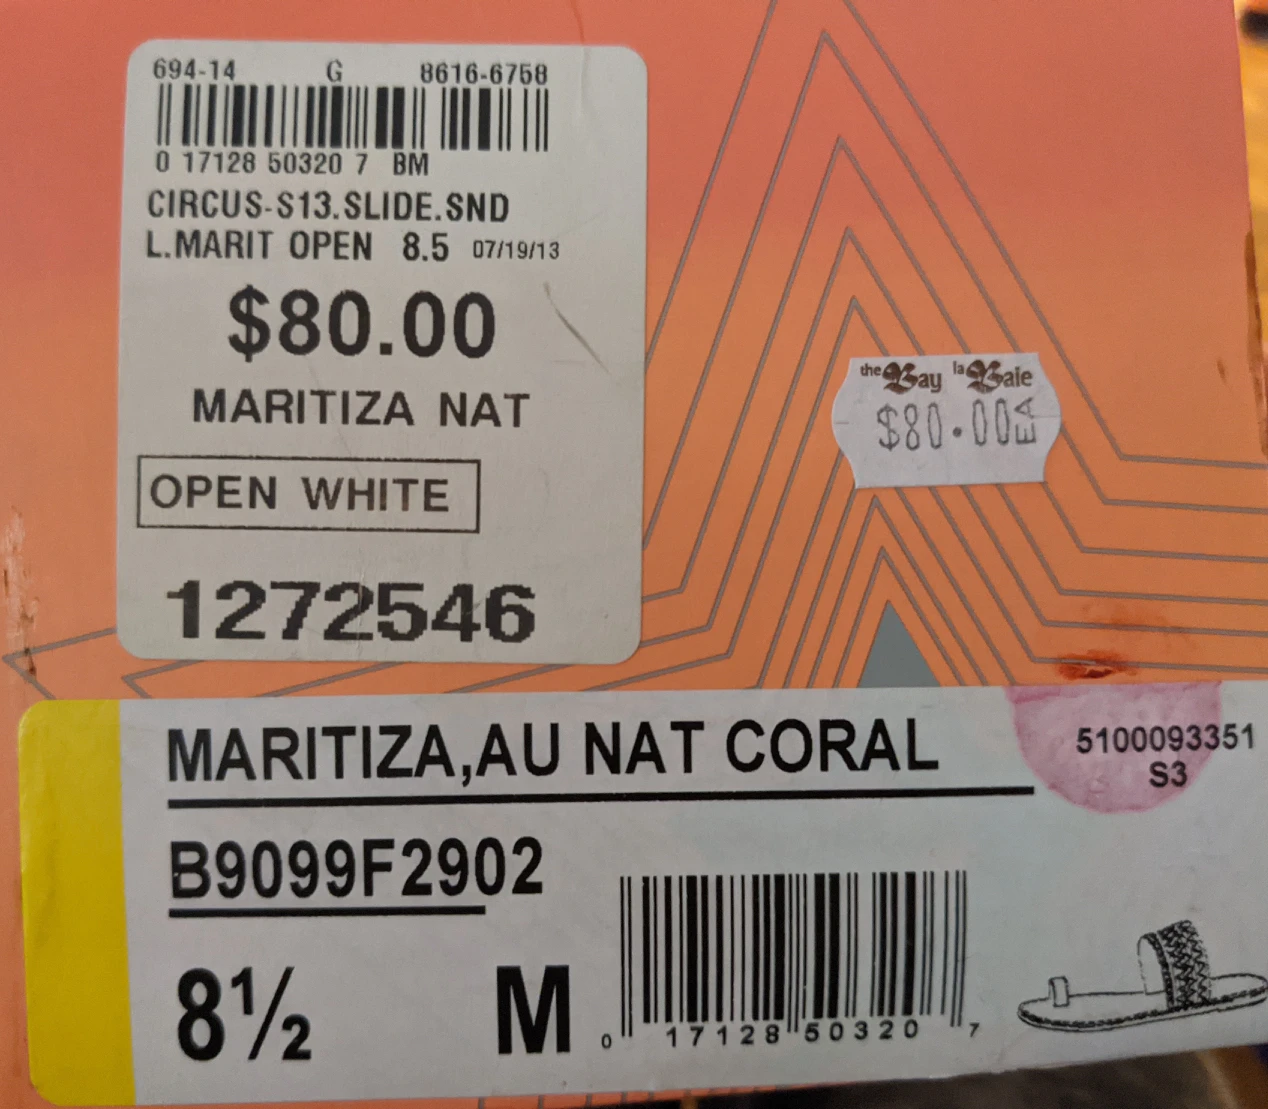 694-14 G 8616-6758
0 17128 50320 7 BM
CIRCUS-S13.SLIDE.SND
L.MARIT OPEN 8.5 07/19/13
$80.00
MARITIZA NAT
OPEN WHITE
1272546
the Bay la Baie
$80.00 EA
MARITIZA,AU NAT CORAL
5100093351
S3
B9099F2902
8½ M
0 17128 50320 7